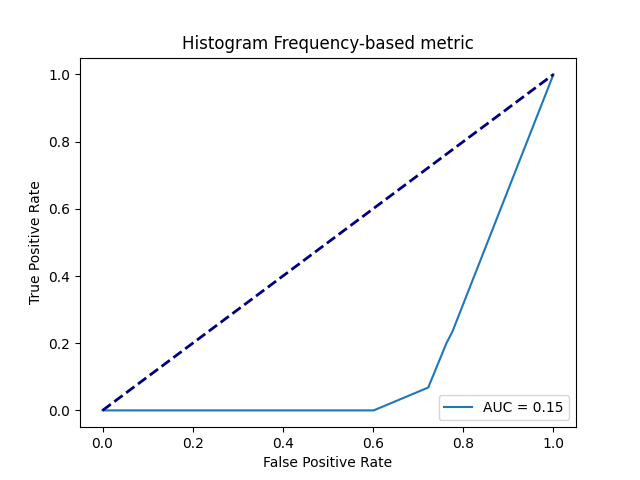 Histogram Frequency-based metric
True Positive Rate
1.0
0.8
0.6
0.4
0.2
0.0
AUC = 0.15
0.0 0.2 0.4 0.6 0.8 1.0
False Positive Rate